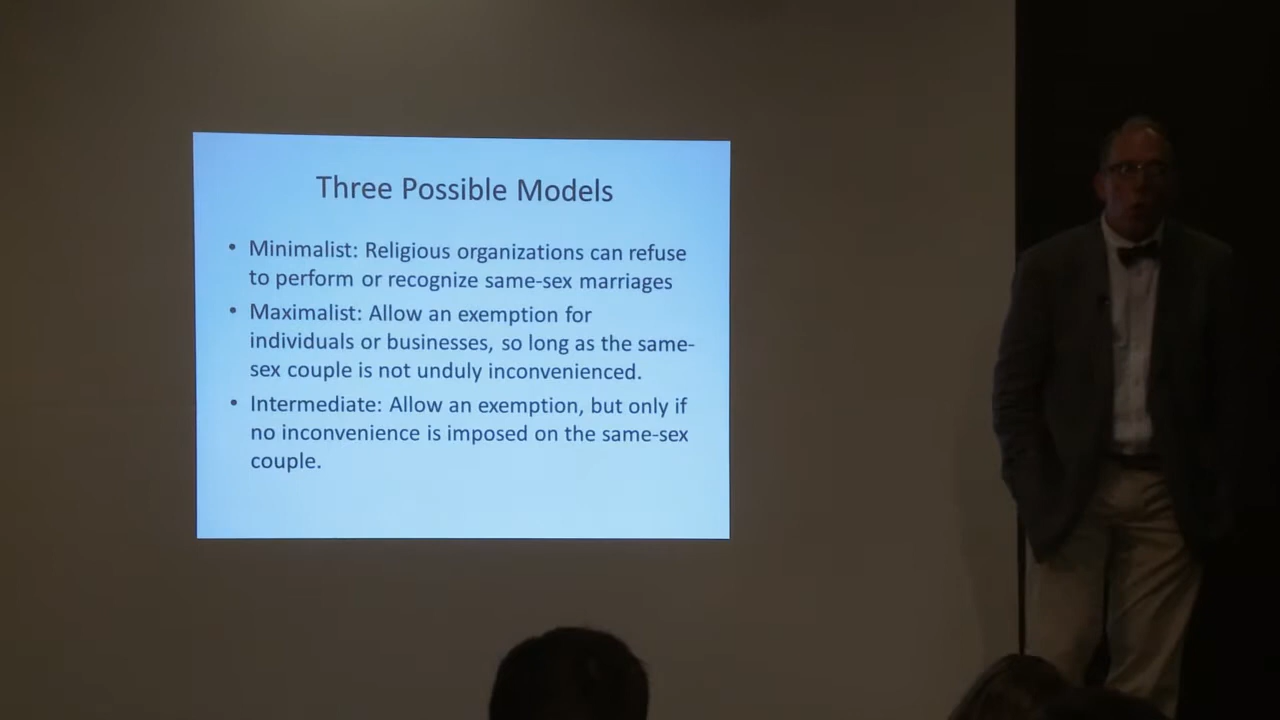 Three Possible Models
• Minimalist: Religious organizations can refuse
to perform or recognize same-sex marriages
• Maximalist: Allow an exemption for
individuals or businesses, so long as the same-
sex couple is not unduly inconvenienced.
• Intermediate: Allow an exemption, but only if
no inconvenience is imposed on the same-sex
couple.